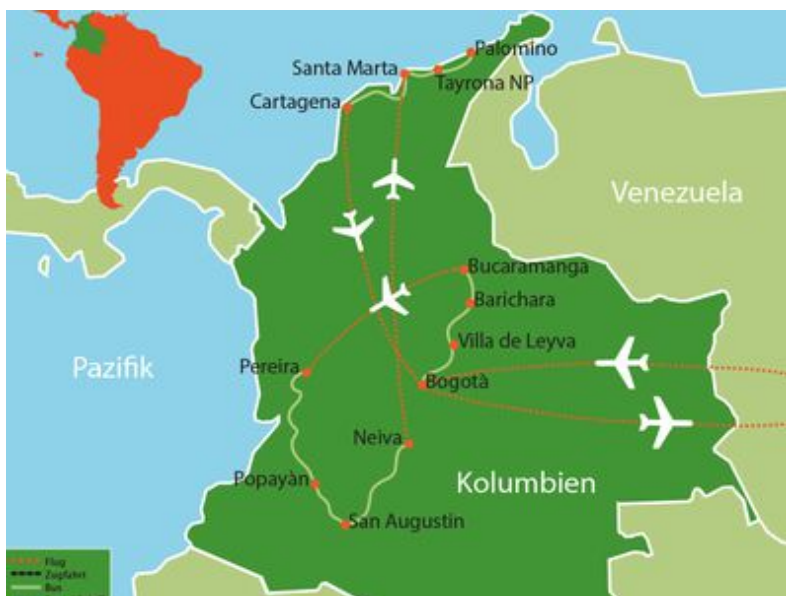 Palomino
Santa Marta
Tayrona NP
Cartagena
Venezuela
Bucaramanga
Barichara
Villa de Leyva
Pazifik
Pereira
Bogotà
Neiva
Popayàn
Kolumbien
San Augustin
Flug
Zugfahrt
Bus